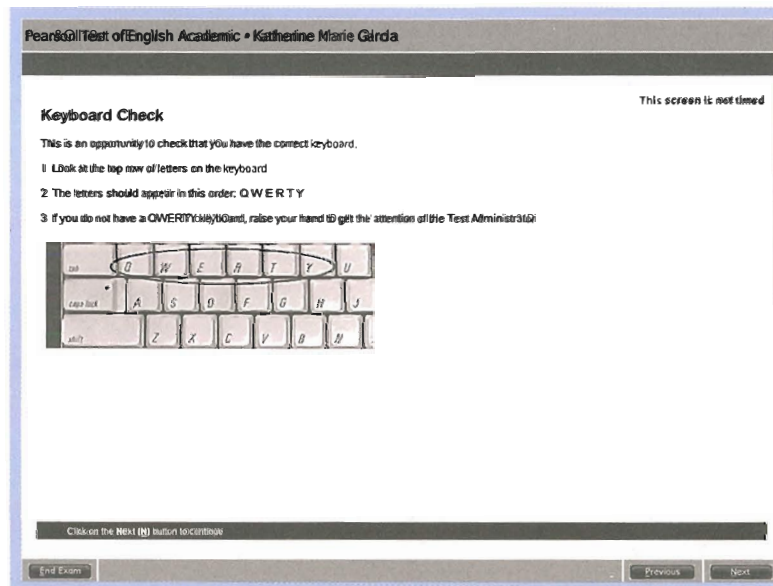 Pearson Test of English Academic • Katherine Marie Garda
This screen is not timed
Keyboard Check
This is an opportunity to check that you have the correct keyboard.
1 Look at the top row of letters on the keyboard
2 The letters should appear in this order: Q W E R T Y
3 If you do not have a QWERTY keyboard, raise your hand to get the attention of the Test Administrator
tab Q W E R T Y U
caps lock A S D F G H J
shift Z X C V B N
Click on the Next (N) button to continue
End Exam Previous Next